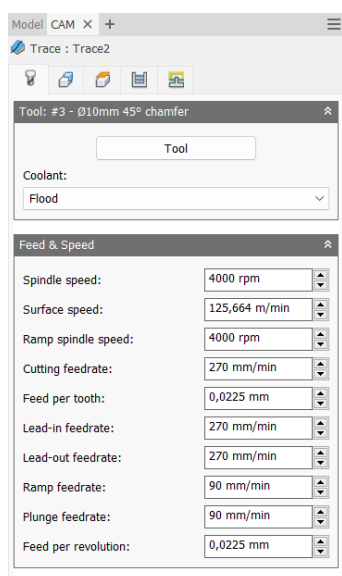 Model CAM × +
Trace : Trace2
Tool: #3 - Ø10mm 45° chamfer
Tool
Coolant:
Flood
Feed & Speed
Spindle speed: 4000 rpm
Surface speed: 125,664 m/min
Ramp spindle speed: 4000 rpm
Cutting feedrate: 270 mm/min
Feed per tooth: 0,0225 mm
Lead-in feedrate: 270 mm/min
Lead-out feedrate: 270 mm/min
Ramp feedrate: 90 mm/min
Plunge feedrate: 90 mm/min
Feed per revolution: 0,0225 mm